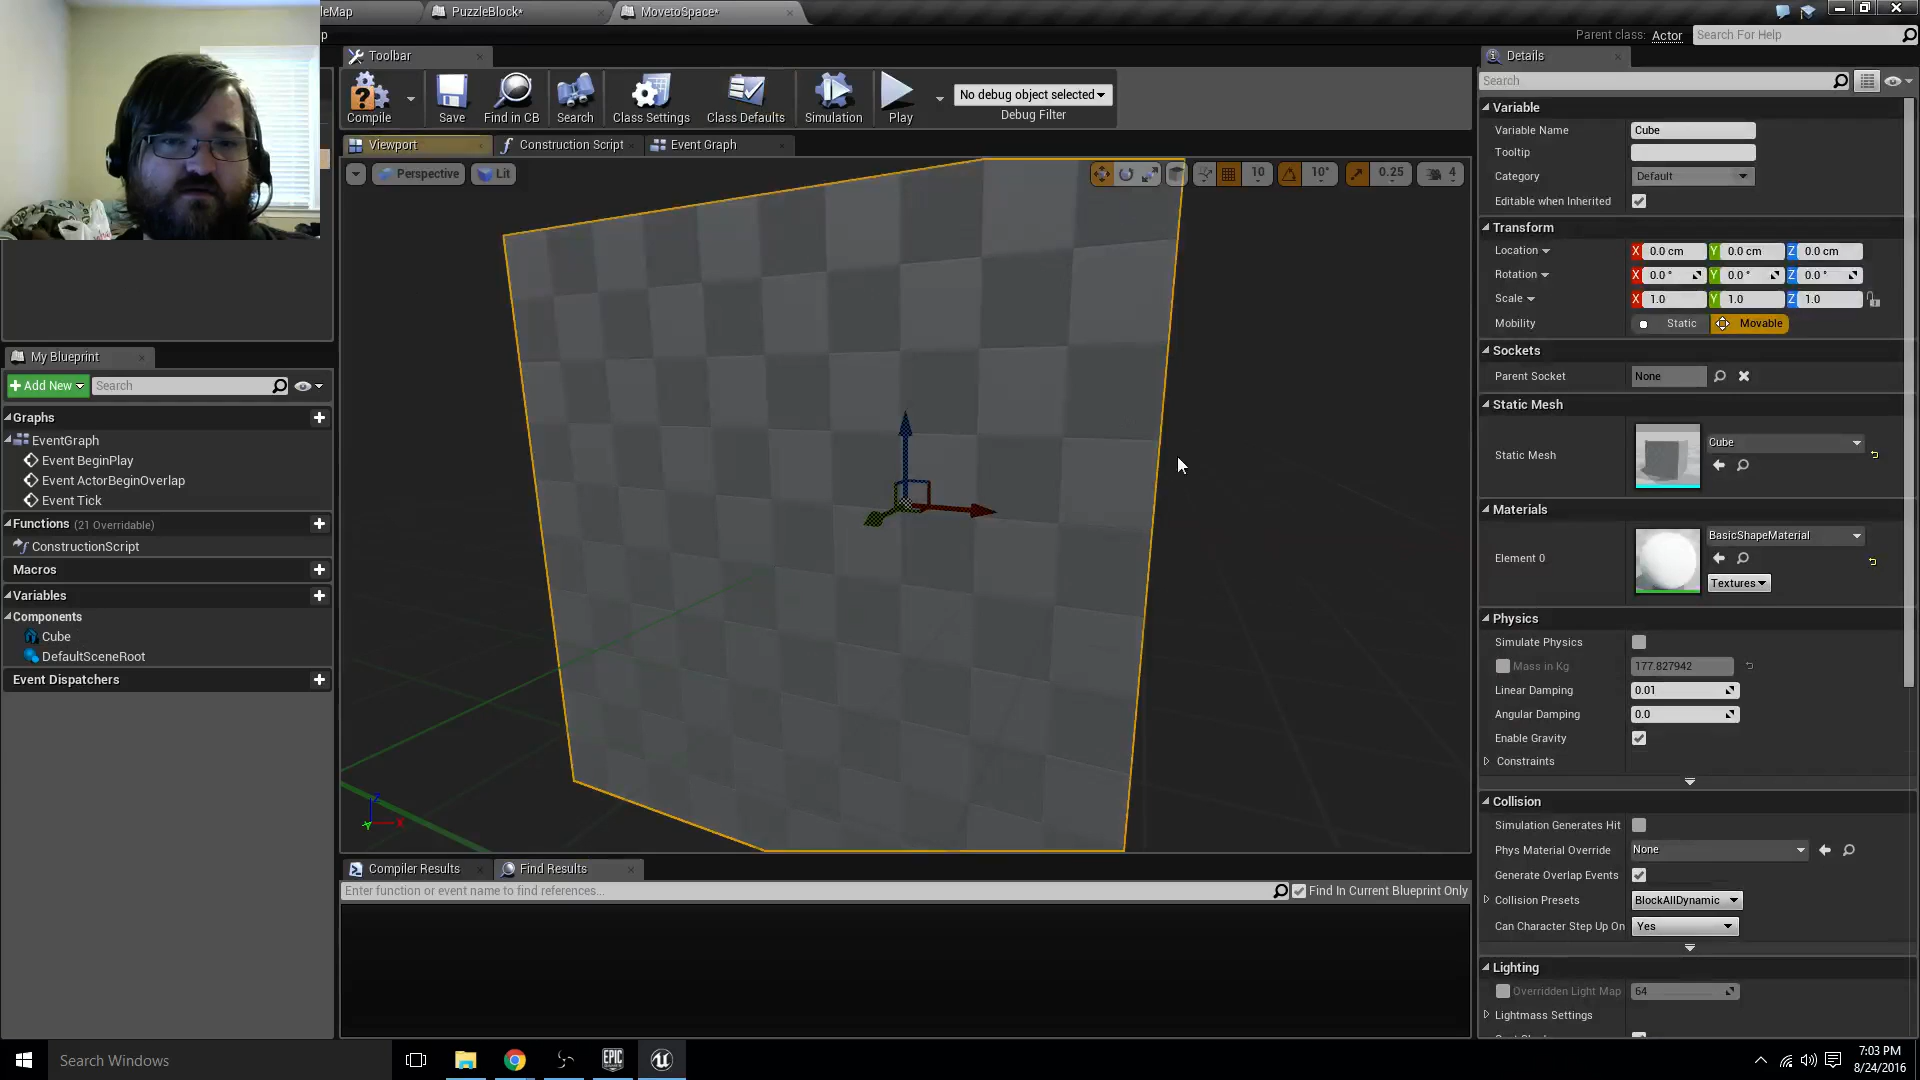 leMap
PuzzleBlock*
MovetoSpace*
p
Parent class: Actor
Search For Help
Toolbar
Compile
Save
Find in CB
Search
Class Settings
Class Defaults
Simulation
Play
No debug object selected
Debug Filter
Viewport
Construction Script
Event Graph
Perspective
Lit
10
10°
0.25
4
My Blueprint
Add New
Search
Graphs
EventGraph
Event BeginPlay
Event ActorBeginOverlap
Event Tick
Functions (21 Overridable)
ConstructionScript
Macros
Variables
Components
Cube
DefaultSceneRoot
Event Dispatchers
Compiler Results
Find Results
Enter function or event name to find references...
Find In Current Blueprint Only
Details
Search
Variable
Variable Name Cube
Tooltip
Category Default
Editable when Inherited
Transform
Location X 0.0 cm Y 0.0 cm Z 0.0 cm
Rotation X 0.0 ° Y 0.0 ° Z 0.0 °
Scale X 1.0 Y 1.0 Z 1.0
Mobility Static Movable
Sockets
Parent Socket None
Static Mesh
Static Mesh Cube
Materials
Element 0 BasicShapeMaterial
Textures
Physics
Simulate Physics
Mass in Kg 177.827942
Linear Damping 0.01
Angular Damping 0.0
Enable Gravity
Constraints
Collision
Simulation Generates Hit
Phys Material Override None
Generate Overlap Events
Collision Presets BlockAllDynamic
Can Character Step Up On Yes
Lighting
Overridden Light Map 64
Lightmass Settings
Z
X
Y
Search Windows
EPIC
7:03 PM
8/24/2016